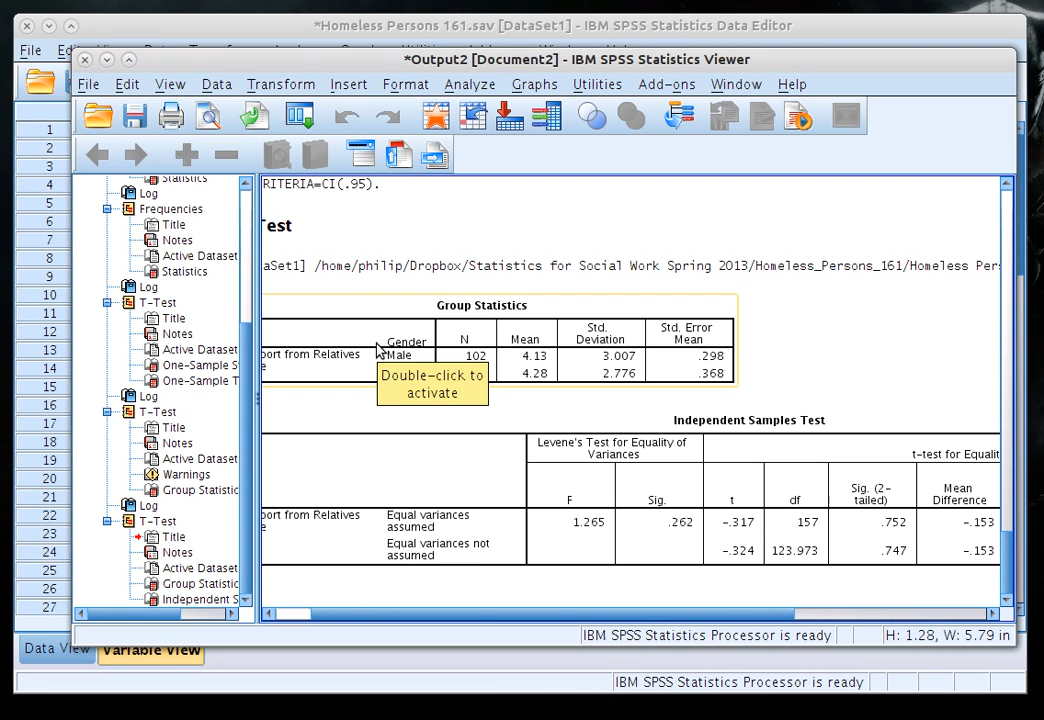 *Homeless Persons 161.sav [DataSet1] - IBM SPSS Statistics Data Editor
File
*Output2 [Document2] - IBM SPSS Statistics Viewer
File Edit View Data Transform Insert Format Analyze Graphs Utilities Add-ons Window Help
1
2
3
4
5
6
7
8
9
10
11
12
13
14
15
16
17
18
19
20
21
22
23
24
25
26
27
Statistics
Log
Frequencies
Title
Notes
Active Dataset
Statistics
Log
T-Test
Title
Notes
Active Dataset
One-Sample S
One-Sample T
Log
T-Test
Title
Notes
Active Dataset
Warnings
Group Statistic
Log
T-Test
Title
Notes
Active Dataset
Group Statistic
Independent S
RITERIA=CI(.95).
Test
aSet1] /home/philip/Dropbox/Statistics for Social Work Spring 2013/Homeless_Persons_161/Homeless Per
Group Statistics
Gender N Mean Std. Deviation Std. Error Mean
port from Relatives Male 102 4.13 3.007 .298
e 4.28 2.776 .368
Double-click to
activate
Independent Samples Test
Levene's Test for Equality of
Variances
t-test for Equalit
F Sig. t df Sig. (2-tailed) Mean Difference
port from Relatives Equal variances assumed 1.265 .262 -.317 157 .752 -.153
e
Equal variances not assumed -.324 123.973 .747 -.153
IBM SPSS Statistics Processor is ready H: 1.28, W: 5.79 in
Data View Variable View
IBM SPSS Statistics Processor is ready